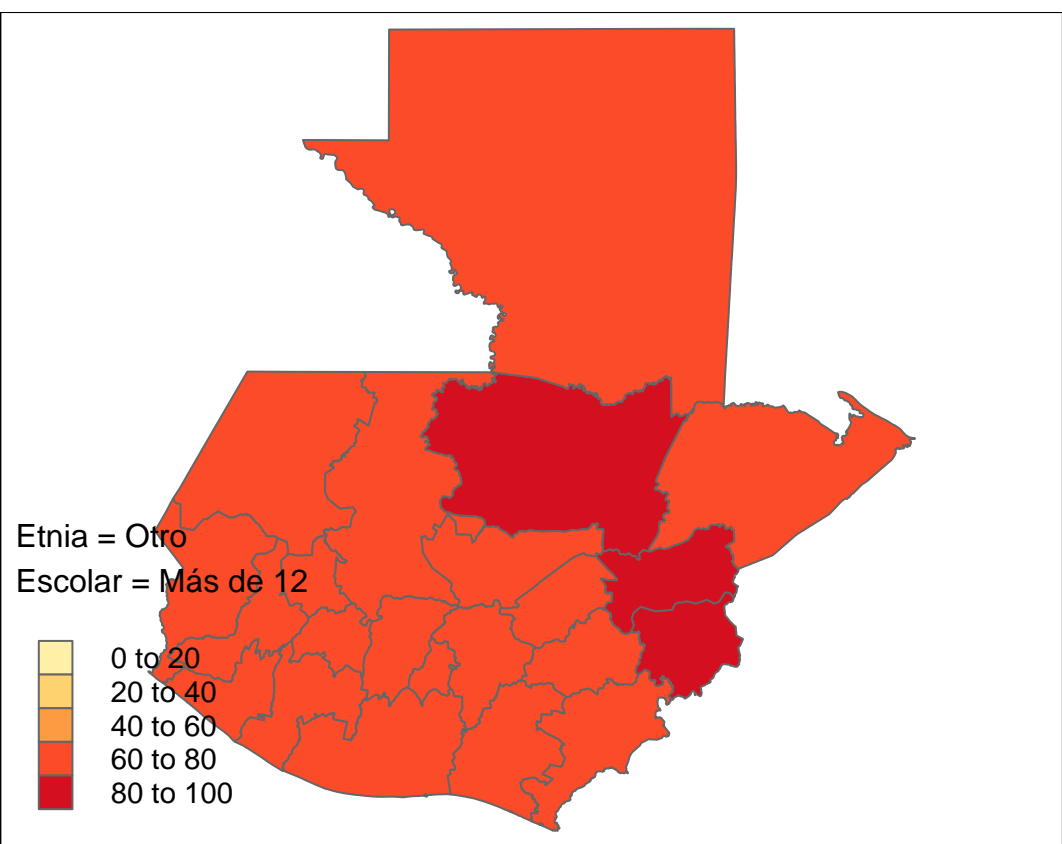 Etnia = Otro
Escolar = Más de 12
0 to 20
20 to 40
40 to 60
60 to 80
80 to 100